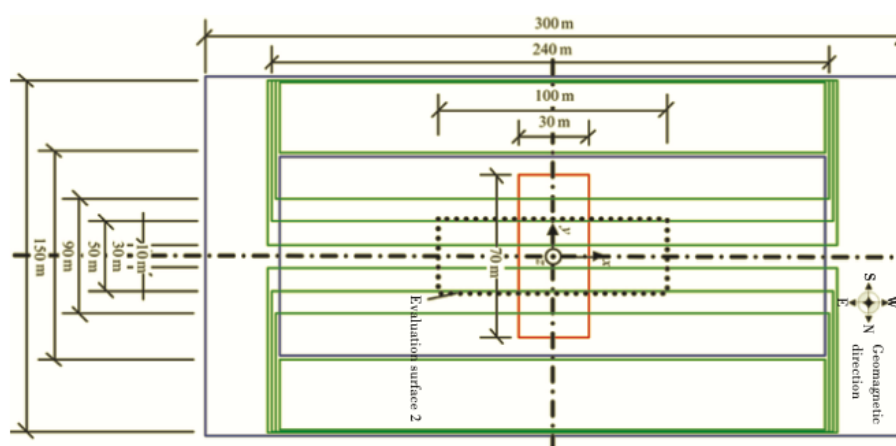 300 m
240 m
100 m
30 m
y
x
z
70 m
150 m
90 m
50 m
30 m
10 m
Evaluation surface 2
S
E
W
N
Geomagnetic
direction